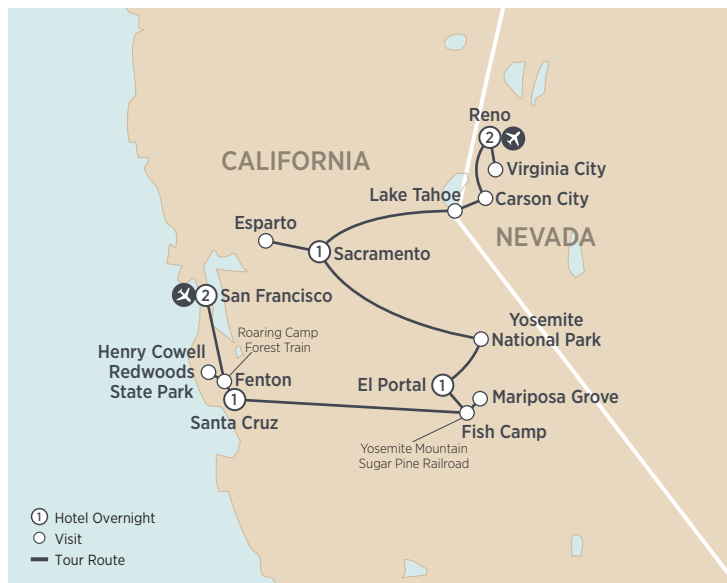 Reno
2
CALIFORNIA
Virginia City
Lake Tahoe
Carson City
Esparto
NEVADA
1
Sacramento
2
San Francisco
Yosemite
National Park
Roaring Camp
Forest Train
Henry Cowell
Redwoods
State Park
Fenton
El Portal
1
Mariposa Grove
1
Santa Cruz
Fish Camp
Yosemite Mountain
Sugar Pine Railroad
1
Hotel Overnight
Visit
Tour Route